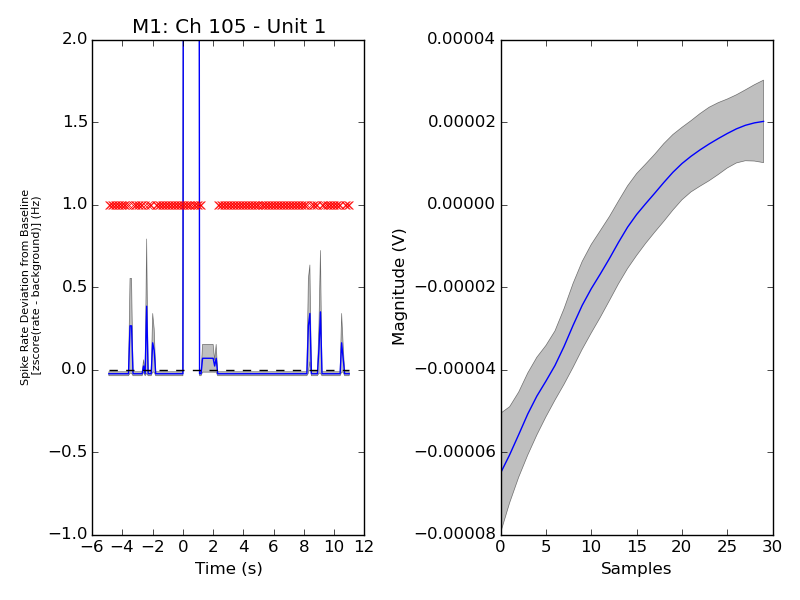 M1: Ch 105 - Unit 1
Spike Rate Deviation from Baseline
[zscore(rate - background)] (Hz)
2.0
1.5
1.0
0.5
0.0
−0.5
−1.0
−6 −4 −2 0 2 4 6 8 10 12
Time (s)
Magnitude (V)
0.00004
0.00002
0.00000
−0.00002
−0.00004
−0.00006
−0.00008
0 5 10 15 20 25 30
Samples